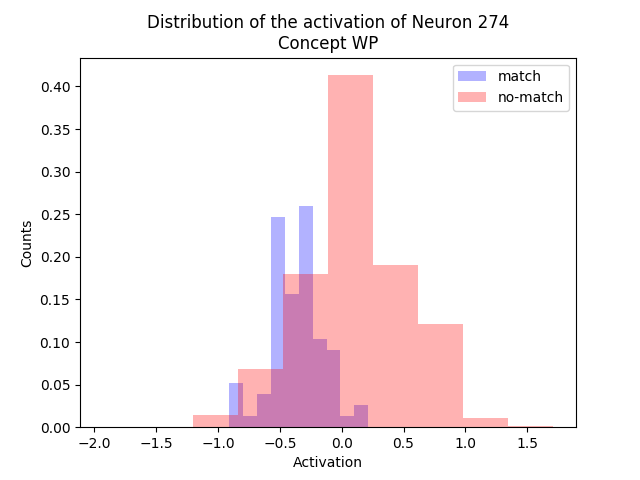 Distribution of the activation of Neuron 274
Concept WP
match
no-match
0.40
0.35
0.30
0.25
0.20
0.15
0.10
0.05
0.00
Counts
−2.0 −1.5 −1.0 −0.5 0.0 0.5 1.0 1.5
Activation